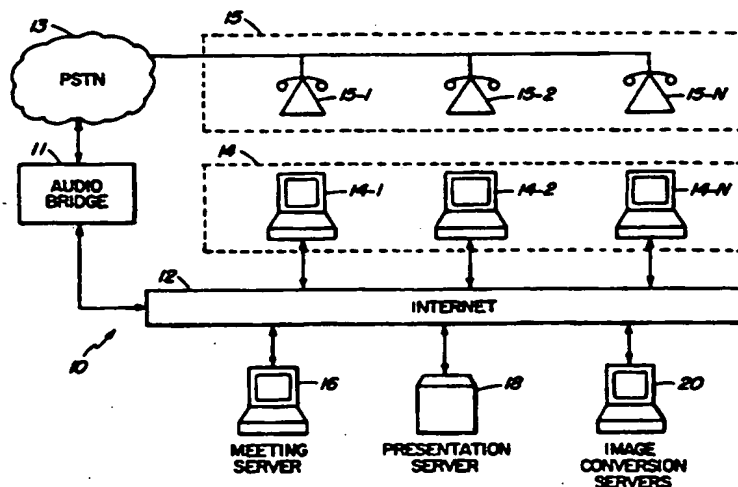 13
15
PSTN
15-1
15-2
15-N
11
14
AUDIO
BRIDGE
14-1
14-2
14-N
12
INTERNET
10
16
18
20
MEETING
SERVER
PRESENTATION
SERVER
IMAGE
CONVERSION
SERVERS